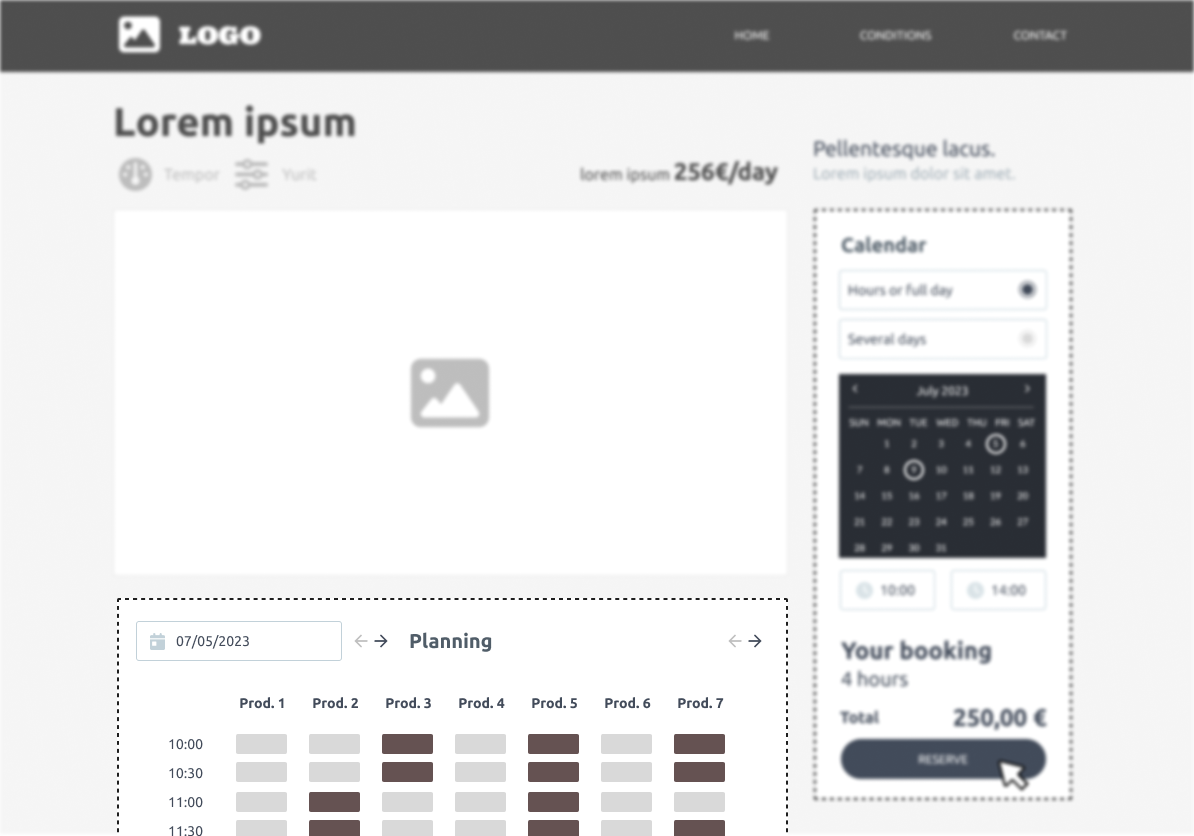 LOGO HOME CONDITIONS CONTACT
Lorem ipsum
Tempor Yurit lorem ipsum 256€/day
Pellentesque lacus.
Lorem ipsum dolor sit amet.
Calendar
Hours or full day
Several days
July 2023
SUN MON TUE WED THU FRI SAT
1 2 3 4 5 6
7 8 9 10 11 12 13
14 15 16 17 18 19 20
21 22 23 24 25 26 27
28 29 30 31
10:00 14:00
Your booking
4 hours
Total 250,00 €
RESERVE
07/05/2023 Planning
Prod. 1 Prod. 2 Prod. 3 Prod. 4 Prod. 5 Prod. 6 Prod. 7
10:00
10:30
11:00
11:30